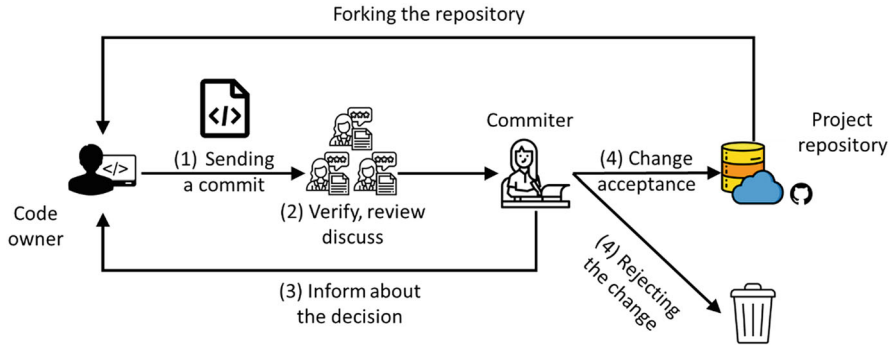 Forking the repository
</>
Commiter
Project
repository
</>
(1) Sending
a commit
(4) Change
acceptance
Code
owner
(2) Verify, review
discuss
(3) Inform about
the decision
(4) Rejecting
the change